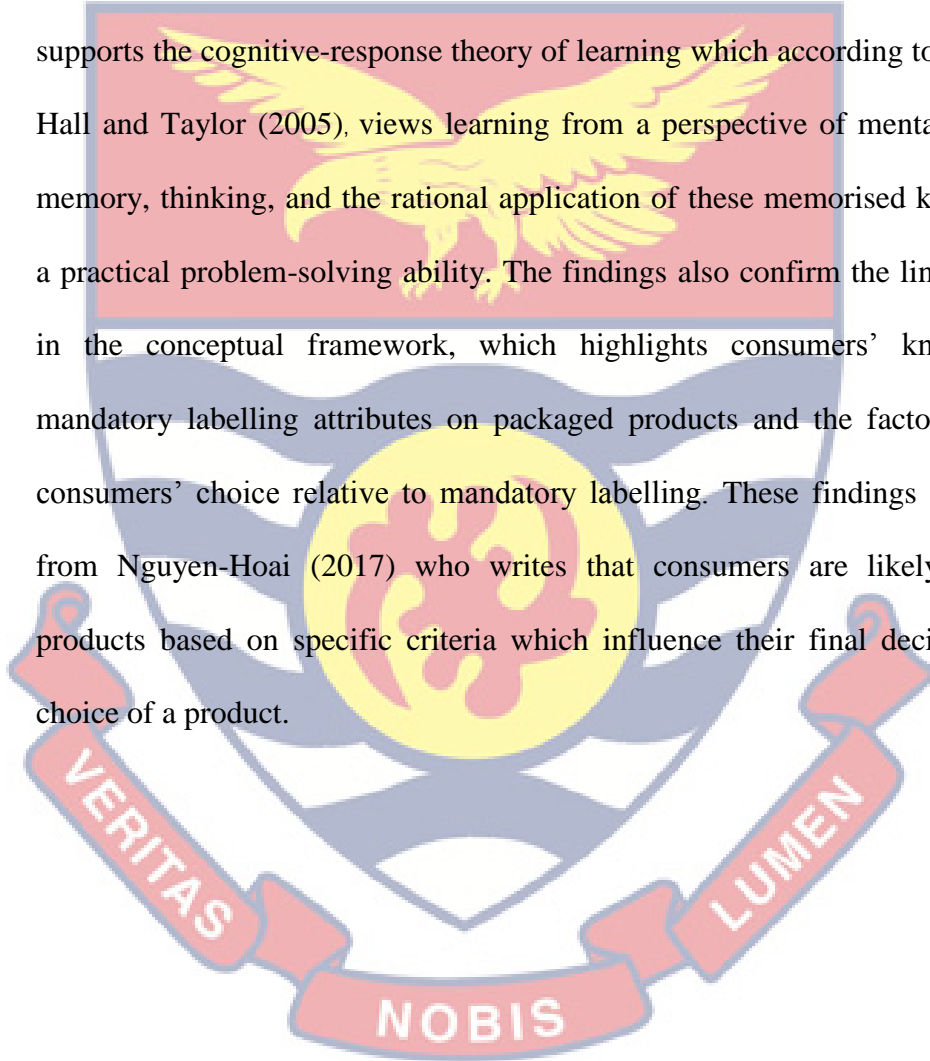 supports the cognitive-response theory of learning which according to
Hall and Taylor (2005), views learning from a perspective of menta
memory, thinking, and the rational application of these memorised k
a practical problem-solving ability. The findings also confirm the lin
in the conceptual framework, which highlights consumers’ kn
mandatory labelling attributes on packaged products and the facto
consumers’ choice relative to mandatory labelling. These findings
from Nguyen-Hoai (2017) who writes that consumers are likely
products based on specific criteria which influence their final deci
choice of a product.
VERITAS
NOBIS
LUMEN